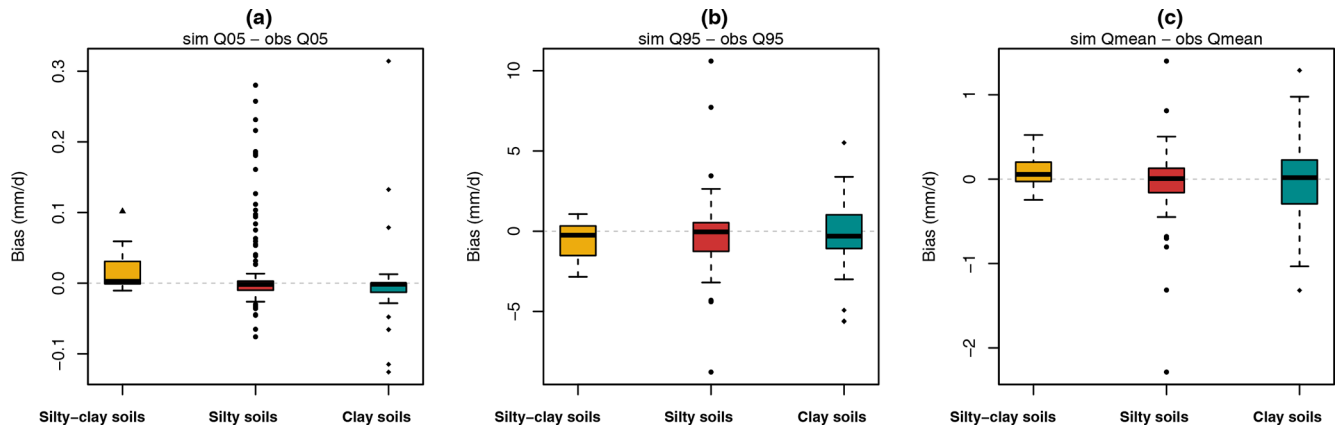 (a)
sim Q05 − obs Q05
Bias (mm/d)
0.3
0.2
0.1
0.0
−0.1
Silty−clay soils Silty soils Clay soils
(b)
sim Q95 − obs Q95
Bias (mm/d)
10
5
0
−5
Silty−clay soils Silty soils Clay soils
(c)
sim Qmean − obs Qmean
Bias (mm/d)
1
0
−1
−2
Silty−clay soils Silty soils Clay soils